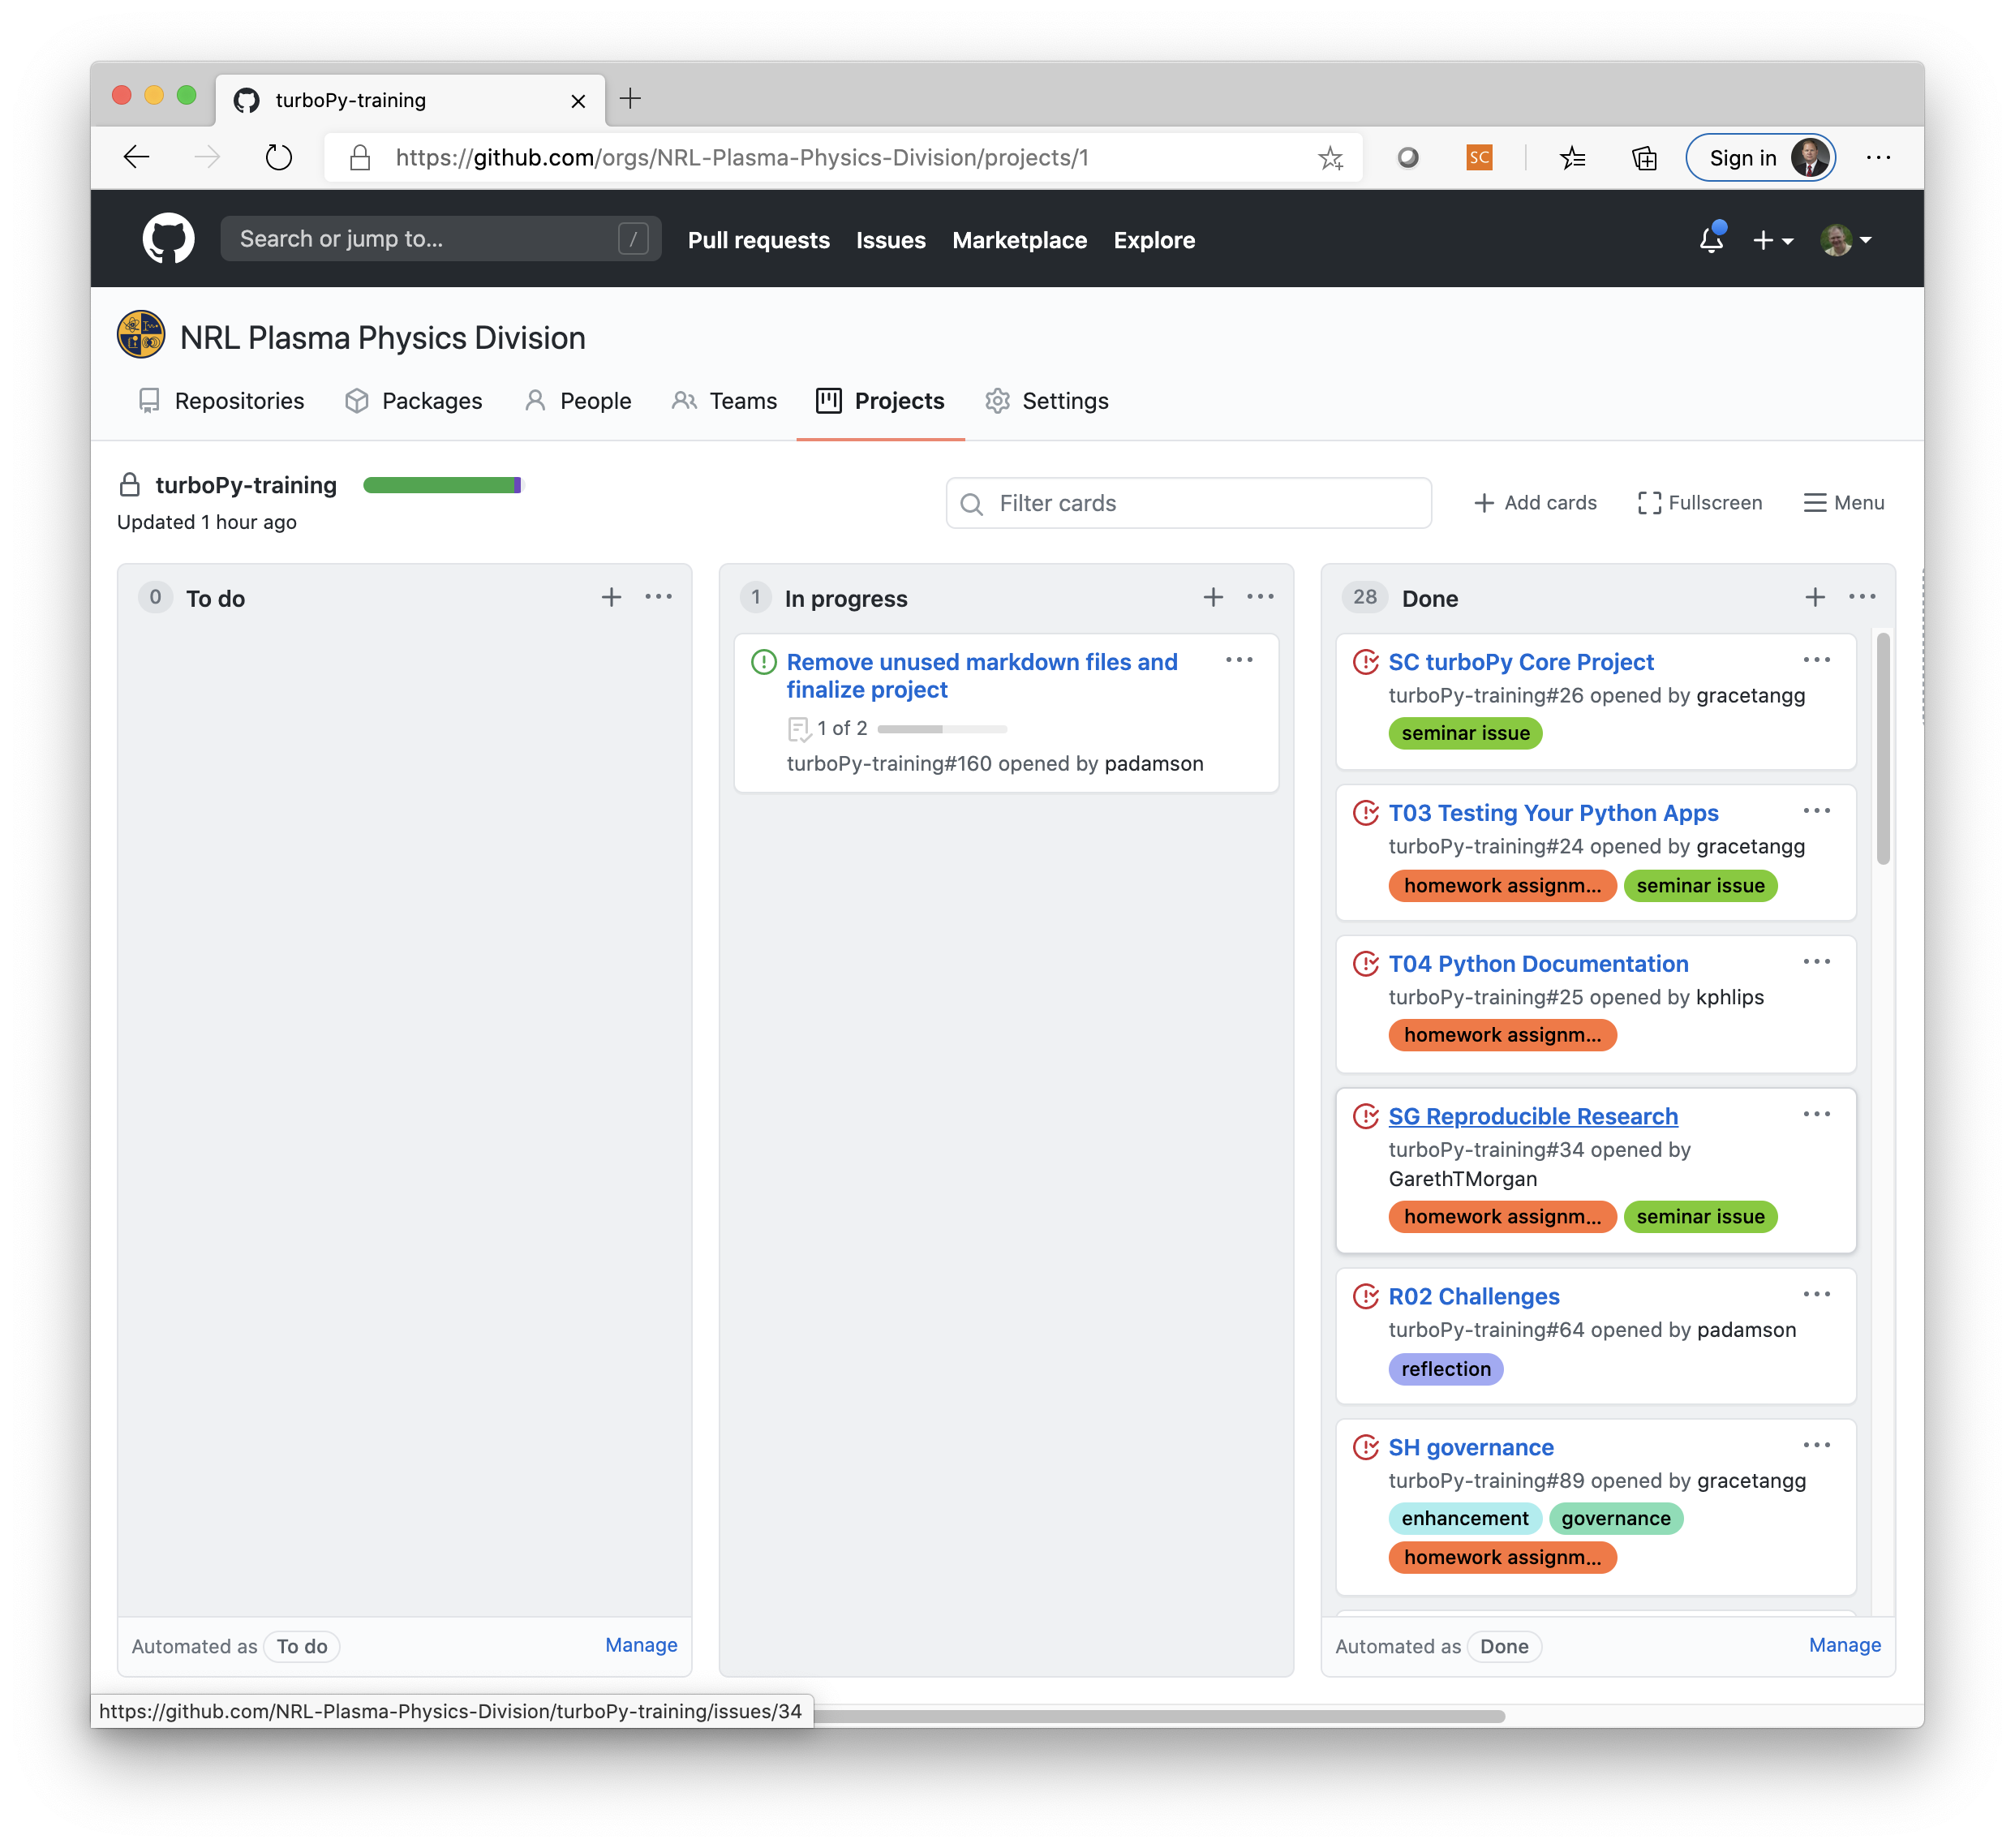 turboPy-training
https://github.com/orgs/NRL-Plasma-Physics-Division/projects/1
SC
Sign in
Search or jump to...
/
Pull requests
Issues
Marketplace
Explore
NRL Plasma Physics Division
Repositories
Packages
People
Teams
Projects
Settings
turboPy-training
Updated 1 hour ago
Filter cards
Add cards
Fullscreen
Menu
0 To do
1 In progress
Remove unused markdown files and
finalize project
1 of 2
turboPy-training#160 opened by padamson
28 Done
SC turboPy Core Project
turboPy-training#26 opened by gracetangg
seminar issue
T03 Testing Your Python Apps
turboPy-training#24 opened by gracetangg
homework assignm... seminar issue
T04 Python Documentation
turboPy-training#25 opened by kphlips
homework assignm...
SG Reproducible Research
turboPy-training#34 opened by
GarethTMorgan
homework assignm... seminar issue
R02 Challenges
turboPy-training#64 opened by padamson
reflection
SH governance
turboPy-training#89 opened by gracetangg
enhancement governance
homework assignm...
Automated as To do Manage
Automated as Done Manage
https://github.com/NRL-Plasma-Physics-Division/turboPy-training/issues/34